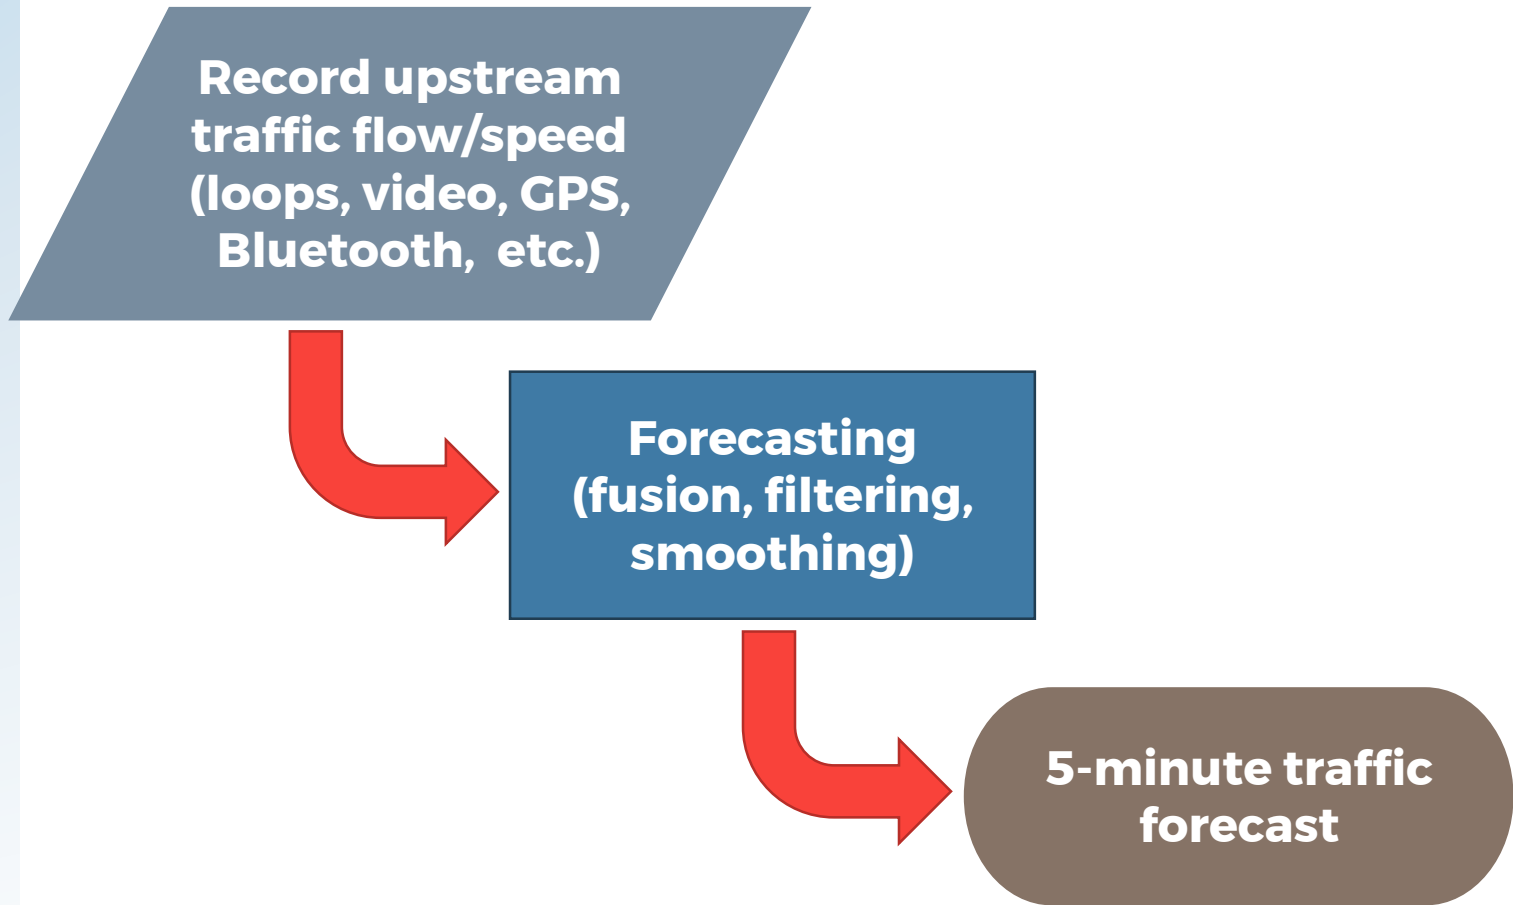 Record upstream
traffic flow/speed
(loops, video, GPS,
Bluetooth,  etc.)
Forecasting
(fusion, filtering,
smoothing)
5-minute traffic
forecast